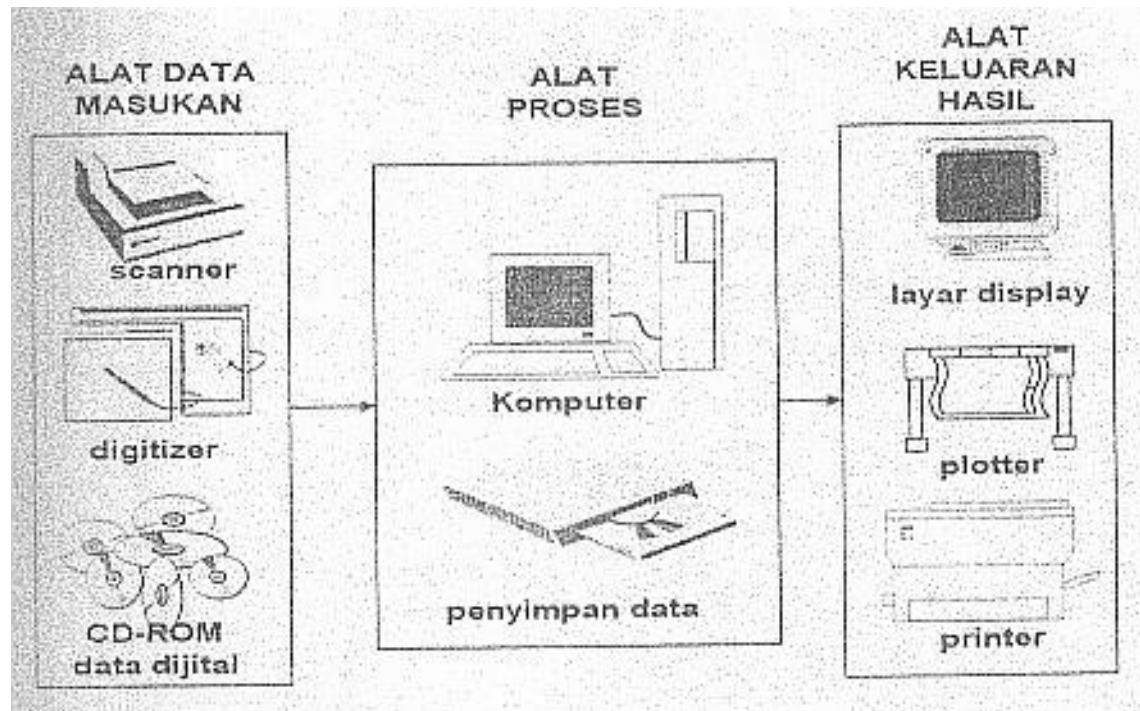 ALAT DATA
MASUKAN
scanner
digitizer
CD-ROM
data dijital
ALAT
PROSES
Komputer
penyimpan data
ALAT
KELUARAN
HASIL
layar display
plotter
printer